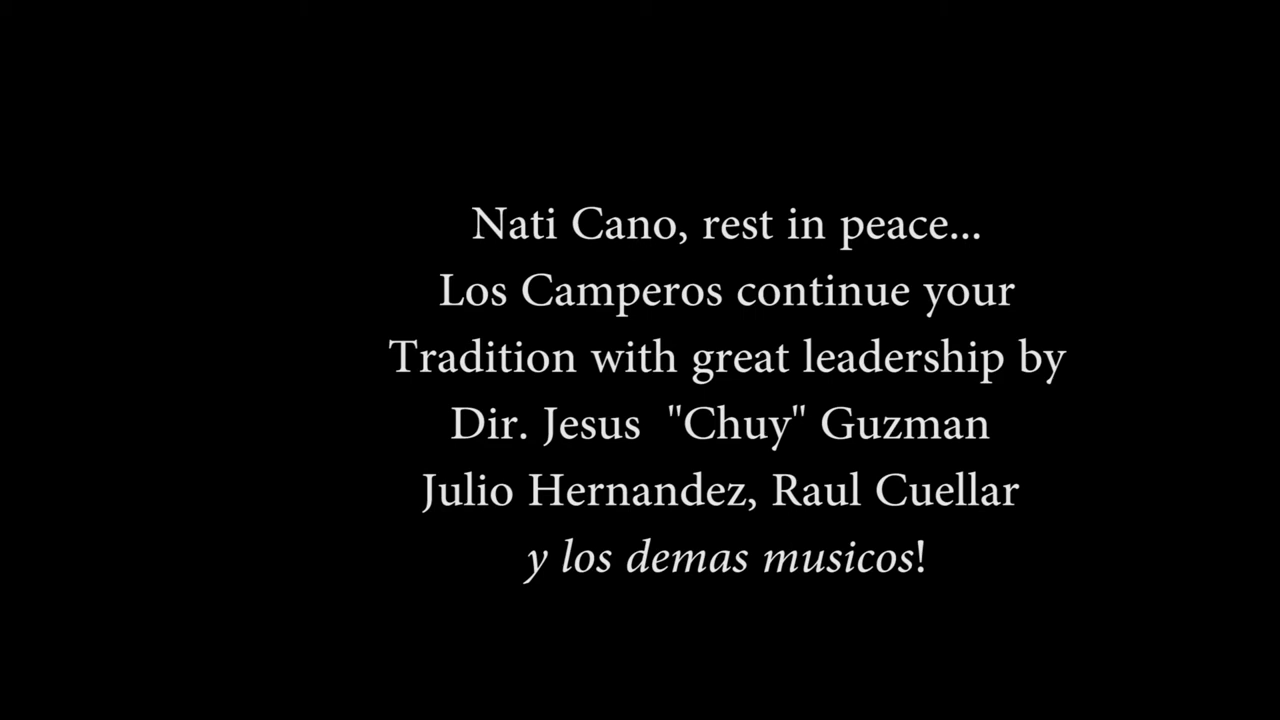 Nati Cano, rest in peace...
Los Camperos continue your
Tradition with great leadership by
Dir. Jesus  "Chuy" Guzman
Julio Hernandez, Raul Cuellar
y los demas musicos!